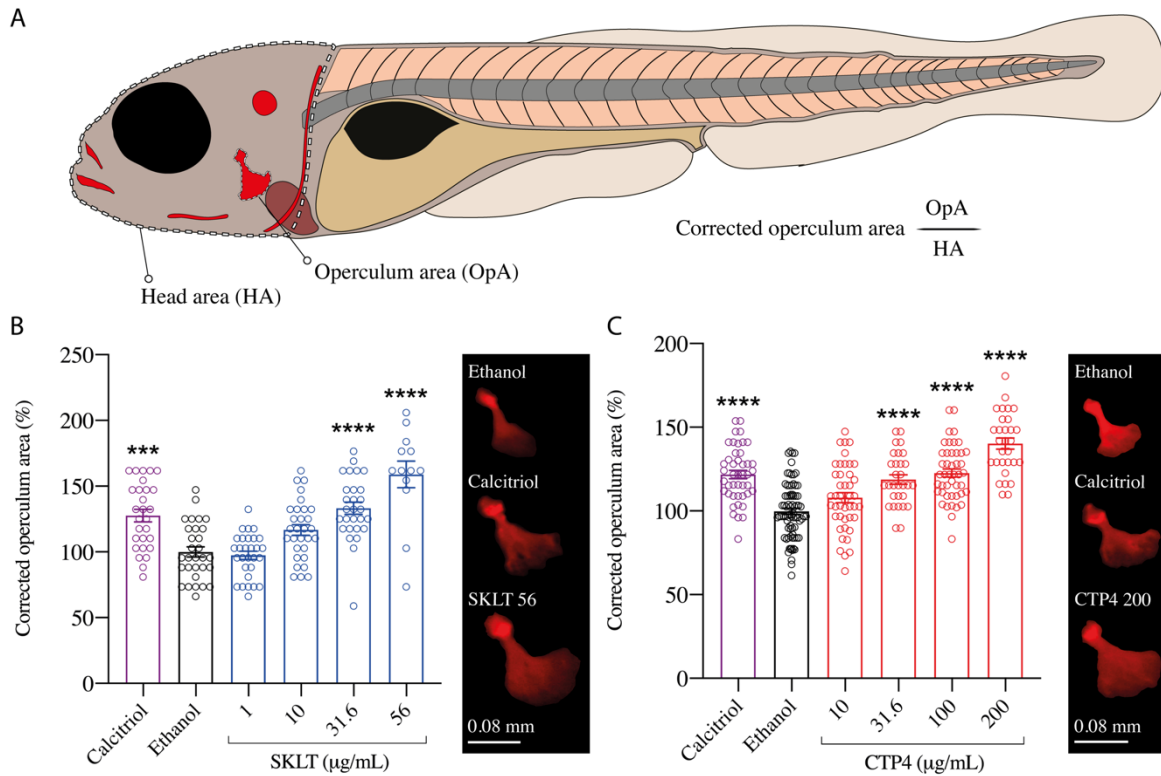 A
Corrected operculum area
OpA
HA
Operculum area (OpA)
Head area (HA)
B
Corrected operculum area (%)
250
200
150
100
50
0
***
****
****
Calcitriol
Ethanol
1
10
31.6
56
SKLT (µg/mL)
Ethanol
Calcitriol
SKLT 56
0.08 mm
C
Corrected operculum area (%)
200
150
100
50
0
****
****
****
****
Calcitriol
Ethanol
10
31.6
100
200
CTP4 (µg/mL)
Ethanol
Calcitriol
CTP4 200
0.08 mm